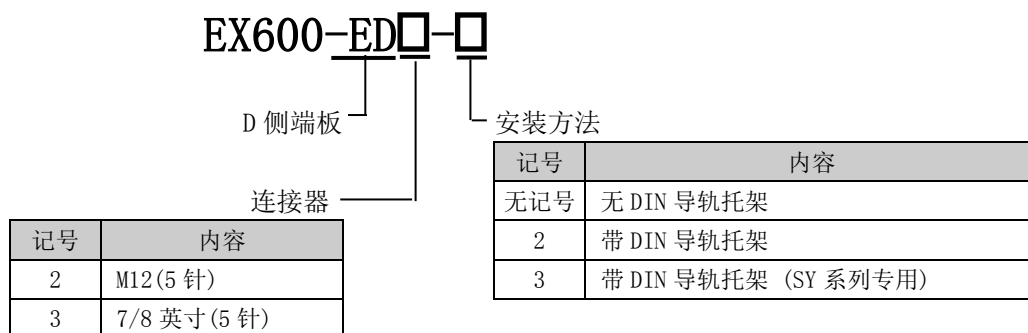 EX600-ED□-□
D 侧端板
安装方法
记号 内容
无记号 无 DIN 导轨托架
2 带 DIN 导轨托架
3 带 DIN 导轨托架 (SY 系列专用)
连接器
记号 内容
2 M12(5 针)
3 7/8 英寸(5 针)